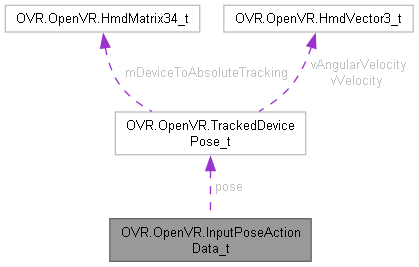 OVR.OpenVR.HmdMatrix34_t
OVR.OpenVR.HmdVector3_t
mDeviceToAbsoluteTracking
vAngularVelocity
vVelocity
OVR.OpenVR.TrackedDevice
Pose_t
pose
OVR.OpenVR.InputPoseAction
Data_t